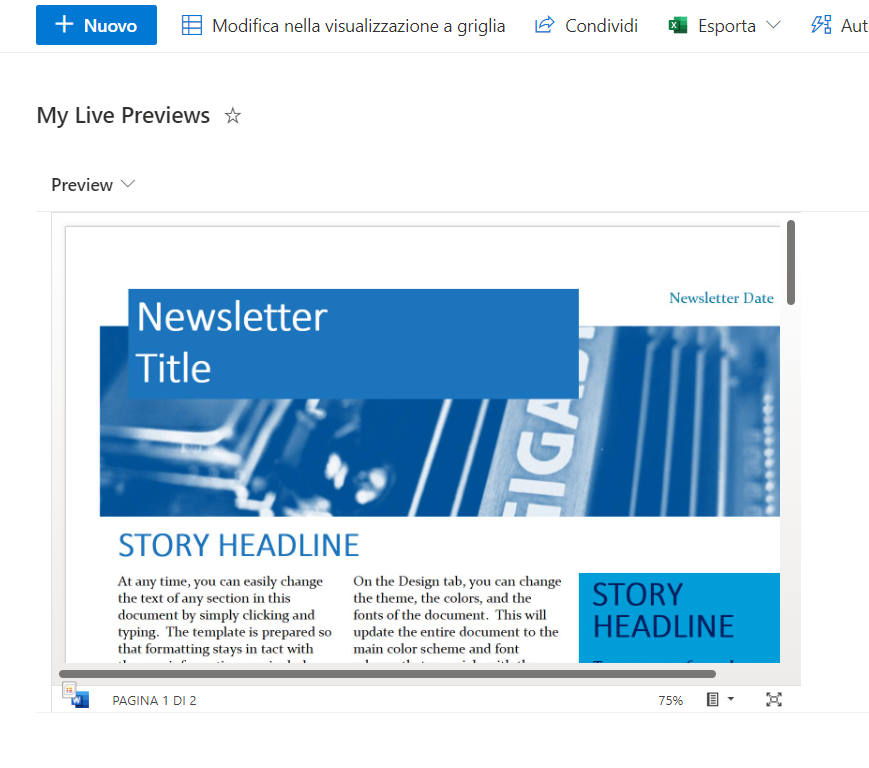 Nuovo Modifica nella visualizzazione a griglia Condividi Esporta Aut
My Live Previews
Preview
Newsletter Date
Newsletter
Title
GIGA
STORY HEADLINE
At any time, you can easily change
the text of any section in this
document by simply clicking and
typing. The template is prepared so
that formatting stays in tact with
On the Design tab, you can change
the theme, the colors, and the
fonts of the document. This will
update the entire document to the
main color scheme and font
STORY
HEADLINE
PAGINA 1 DI 2
75%